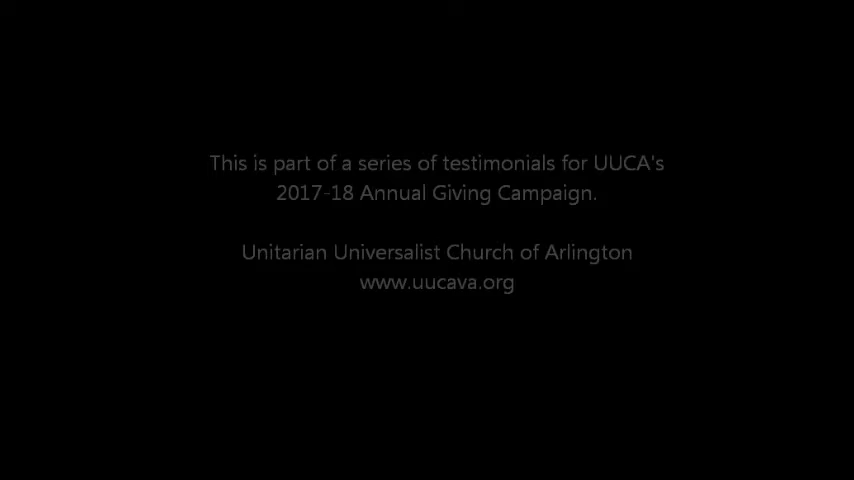 This is part of a series of testimonials for UUCA's
2017-18 Annual Giving Campaign.
Unitarian Universalist Church of Arlington
www.uucava.org